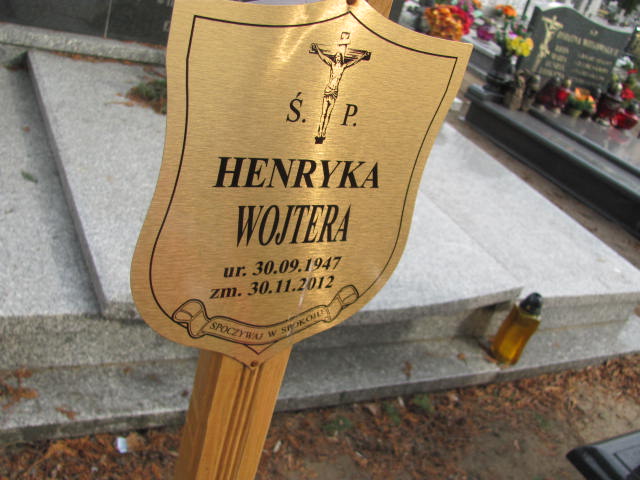 Ś. P.
HENRYKA
WOJTERA
ur. 30.09.1947
zm. 30.11.2012
SPOCZYWAJ W SPOKOJU